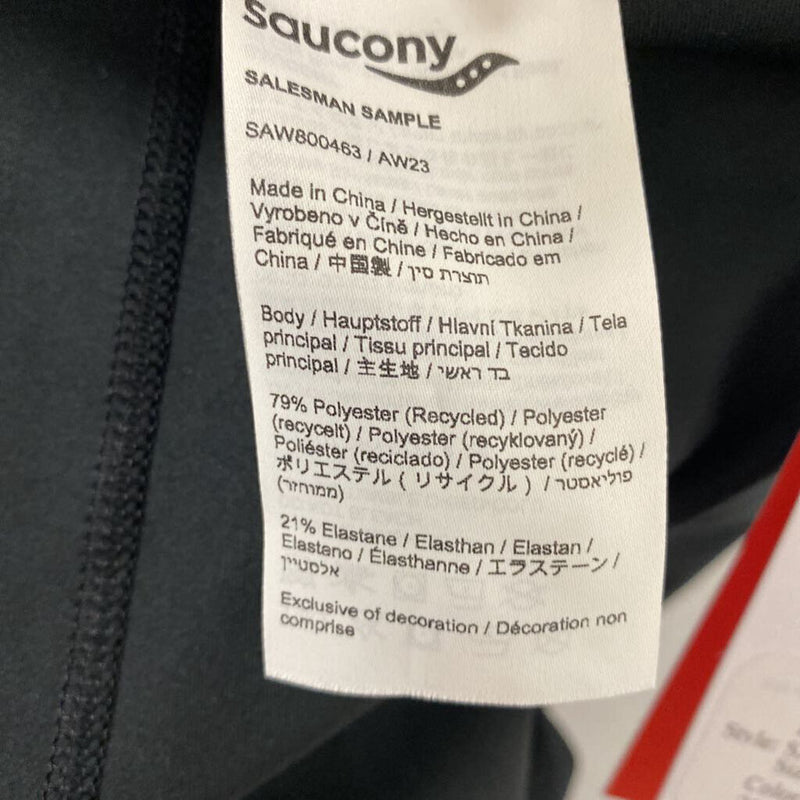 saucony
SALESMAN SAMPLE
SAW800463 / AW23
Made in China / Hergestellt in China /
Vyrobeno v Číně / Hecho en China /
Fabriqué en Chine / Fabricado em
China / 中国製 / תוצרת סין
Body / Hauptstoff / Hlavní Tkanina / Tela
principal / Tissu principal / Tecido
principal / 主生地 / בד ראשי
79% Polyester (Recycled) / Polyester
(recycelt) / Polyester (recyklovaný) /
Poliéster (reciclado) / Polyester (recyclé) /
ポリエステル ( リサイクル ) / פוליאסטר
(ממוחזר)
21% Elastane / Elasthan / Elastan /
Elasteno / Élasthanne / エラステーン /
אלסטיין
Exclusive of decoration / Décoration non
comprise
Style: